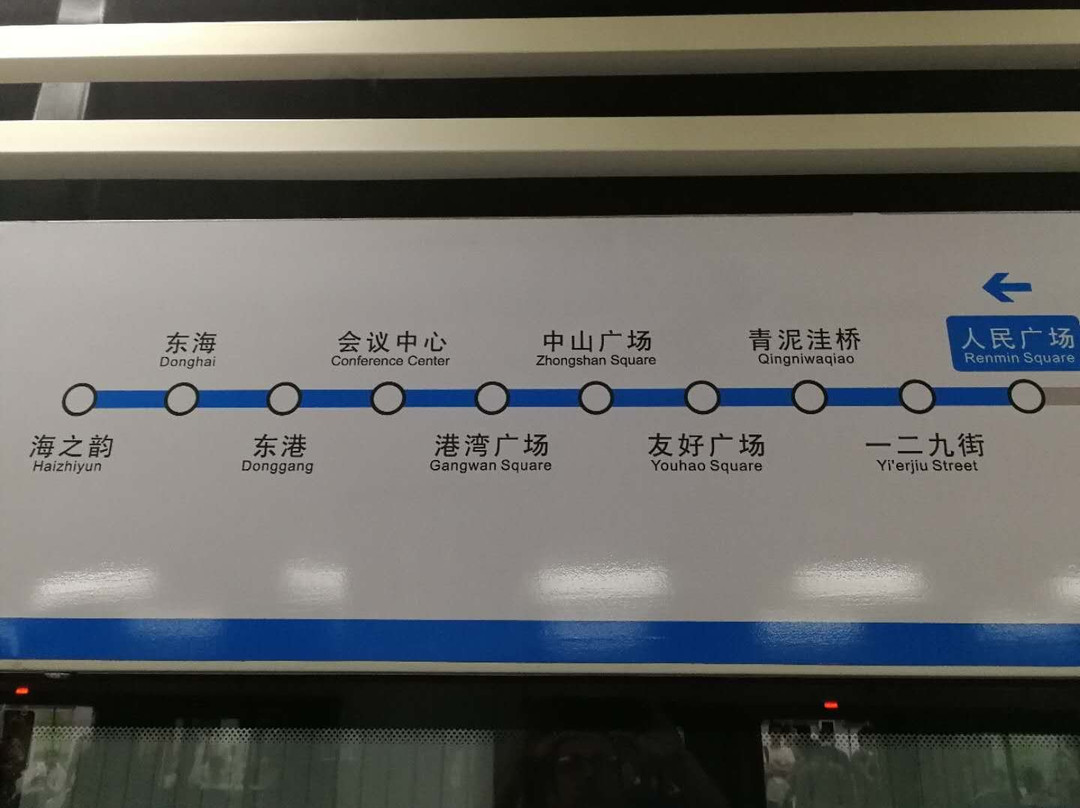 东海
Donghai
会议中心
Conference Center
中山广场
Zhongshan Square
青泥洼桥
Qingniwaqiao
人民广场
Renmin Square
海之韵
Haizhiyun
东港
Donggang
港湾广场
Gangwan Square
友好广场
Youhao Square
一二九街
Yi'erjiu Street